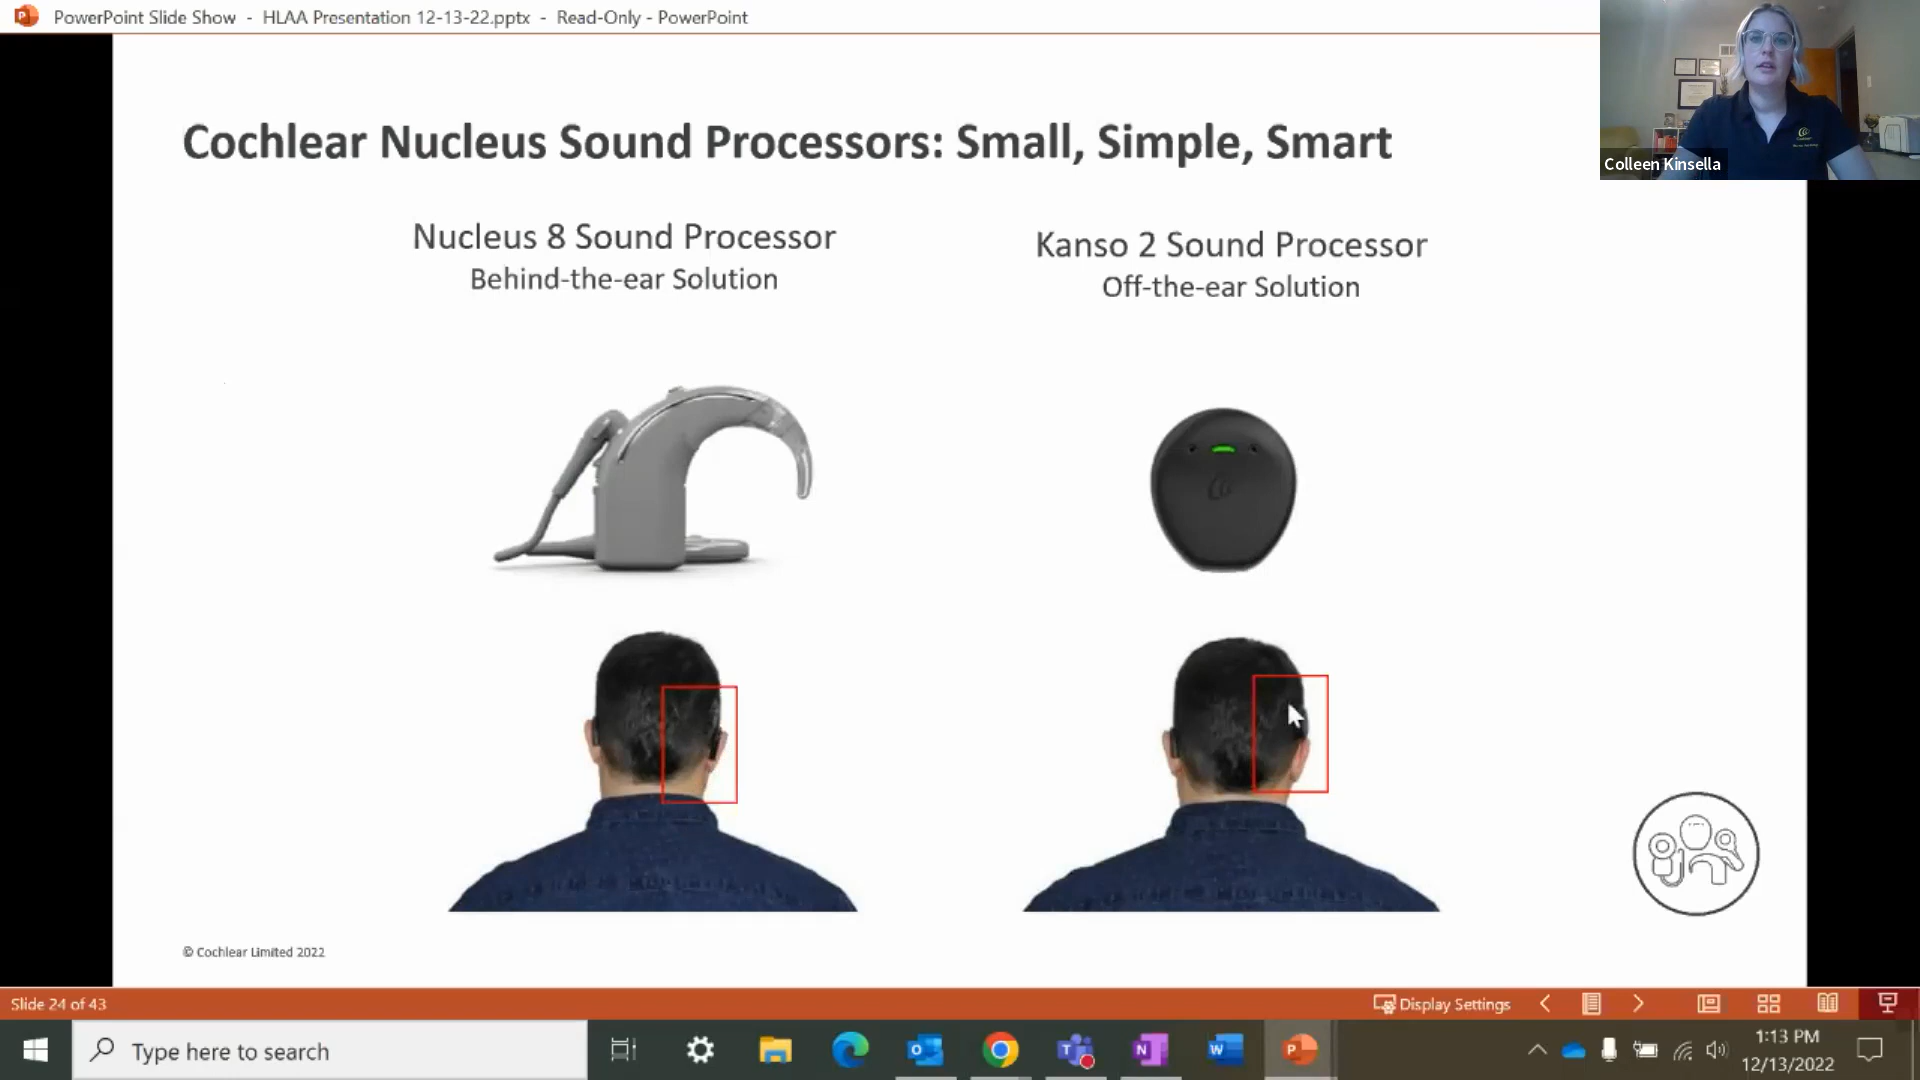 PowerPoint Slide Show - HLAA Presentation 12-13-22.pptx - Read-Only - PowerPoint
Colleen Kinsella
Cochlear Nucleus Sound Processors: Small, Simple, Smart
Nucleus 8 Sound Processor
Behind-the-ear Solution
Kanso 2 Sound Processor
Off-the-ear Solution
© Cochlear Limited 2022
Slide 24 of 43
Display Settings
Type here to search
1:13 PM
12/13/2022